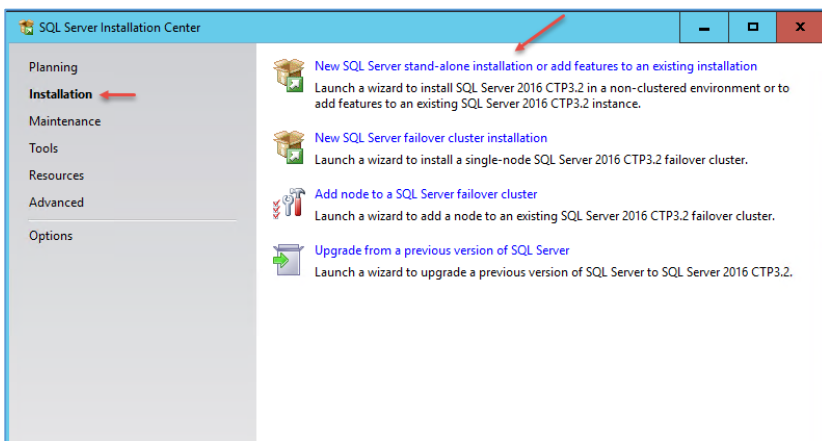 SQL Server Installation Center
Planning
Installation
Maintenance
Tools
Resources
Advanced
Options
New SQL Server stand-alone installation or add features to an existing installation
Launch a wizard to install SQL Server 2016 CTP3.2 in a non-clustered environment or to
add features to an existing SQL Server 2016 CTP3.2 instance.
New SQL Server failover cluster installation
Launch a wizard to install a single-node SQL Server 2016 CTP3.2 failover cluster.
Add node to a SQL Server failover cluster
Launch a wizard to add a node to an existing SQL Server 2016 CTP3.2 failover cluster.
Upgrade from a previous version of SQL Server
Launch a wizard to upgrade a previous version of SQL Server to SQL Server 2016 CTP3.2.